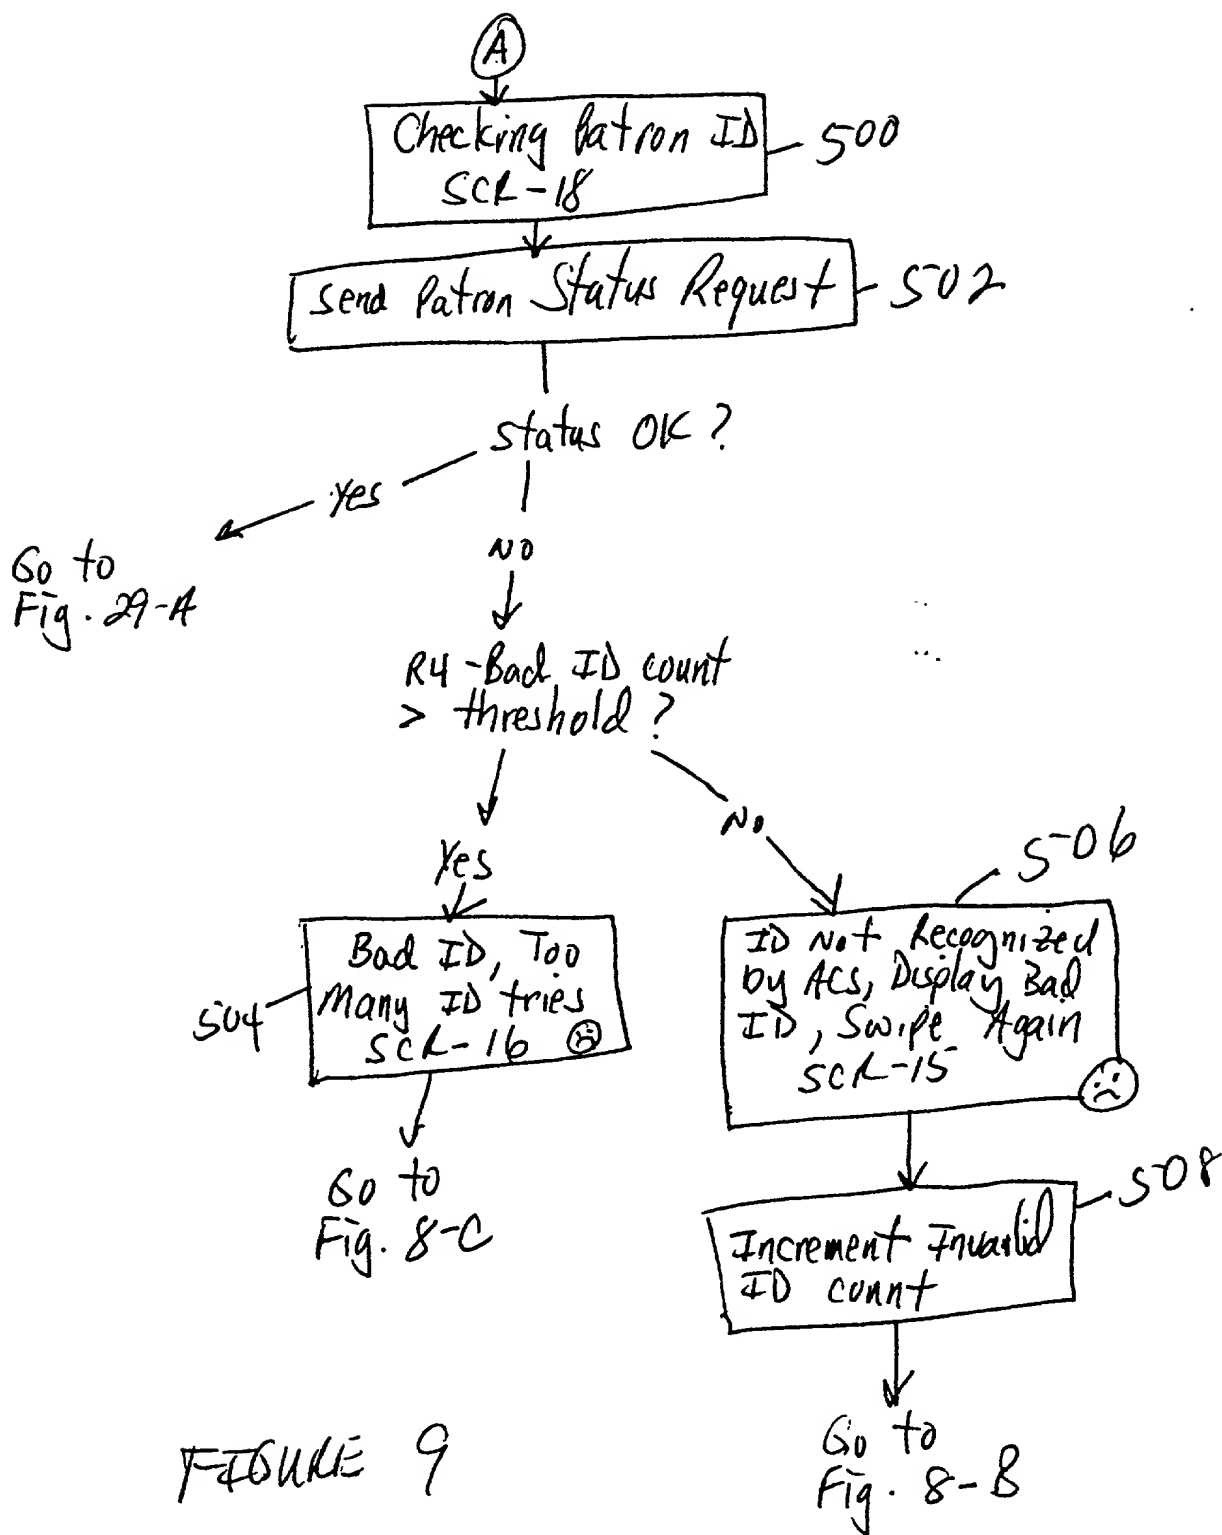 A
Checking Patron ID
SCR-18
500
Send Patron Status Request
502
Status OK?
Yes
Go to
Fig. 29-A
NO
R4-Bad ID count
> threshold?
Yes
No
506
Bad ID, Too
Many ID tries
SCR-16
504
ID Not Recognized
by ACS, Display Bad
ID, Swipe Again
SCR-15
Go to
Fig. 8-C
508
Increment Invalid
ID count
Go to
Fig. 8-B
FIGURE 9